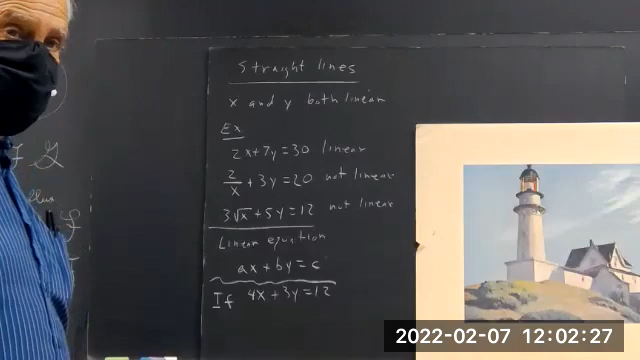 Straight lines
x and y both linear
Ex
2x+7y=30 linear
2/x+3y=20 not linear
3√x+5y=12 not linear
Linear equation
ax+by=c
If 4x+3y=12
2022-02-07 12:02:27